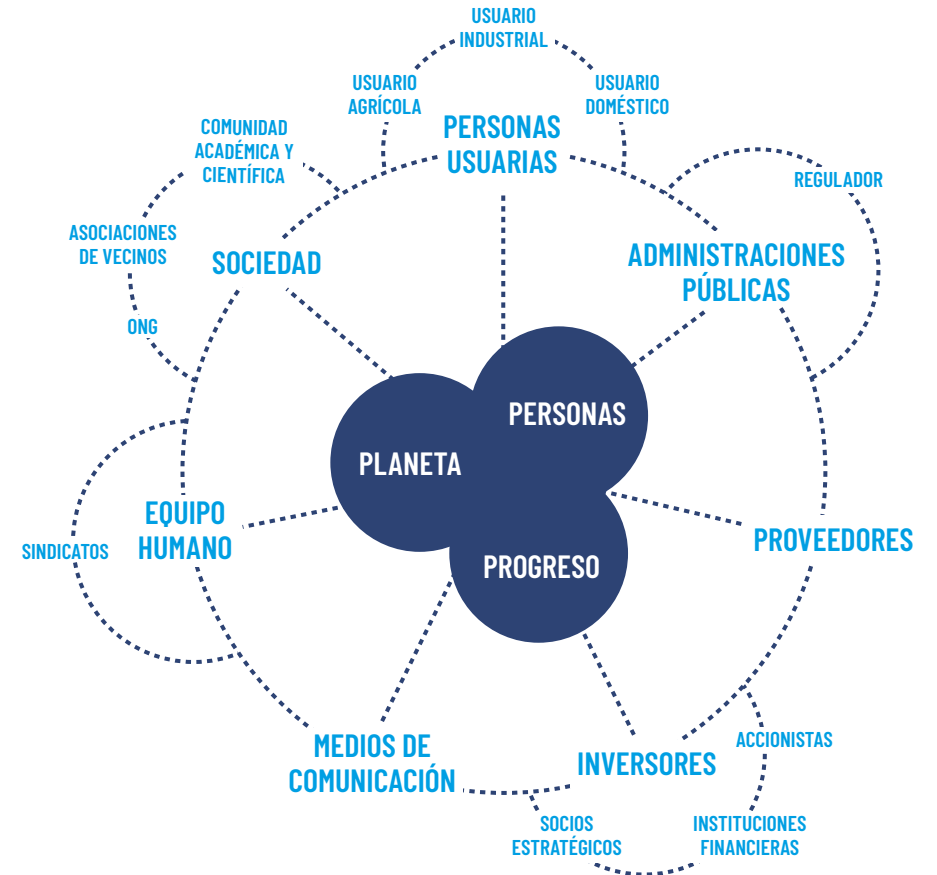 USUARIO
INDUSTRIAL
USUARIO
AGRÍCOLA
USUARIO
DOMÉSTICO
PERSONAS
USUARIAS
COMUNIDAD
ACADÉMICA Y
CIENTÍFICA
REGULADOR
ASOCIACIONES
DE VECINOS
SOCIEDAD
ADMINISTRACIONES
PÚBLICAS
ONG
PERSONAS
PLANETA
PROGRESO
EQUIPO
HUMANO
SINDICATOS
PROVEEDORES
MEDIOS DE
COMUNICACIÓN
INVERSORES
ACCIONISTAS
SOCIOS
ESTRATÉGICOS
INSTITUCIONES
FINANCIERAS